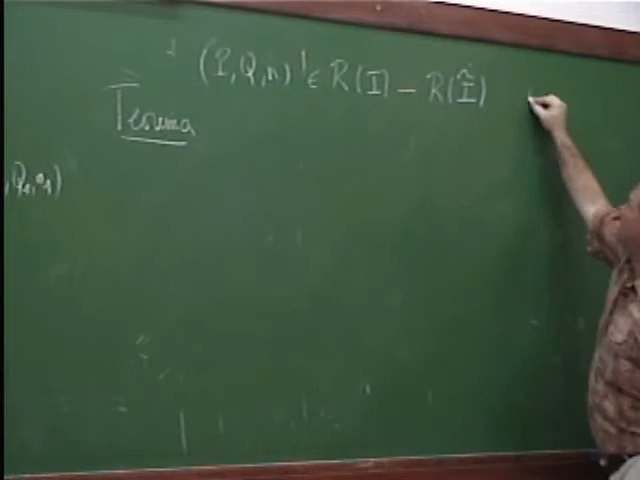 (P,Q,n) ∈ R(I) - R(Ĩ)
Teorema